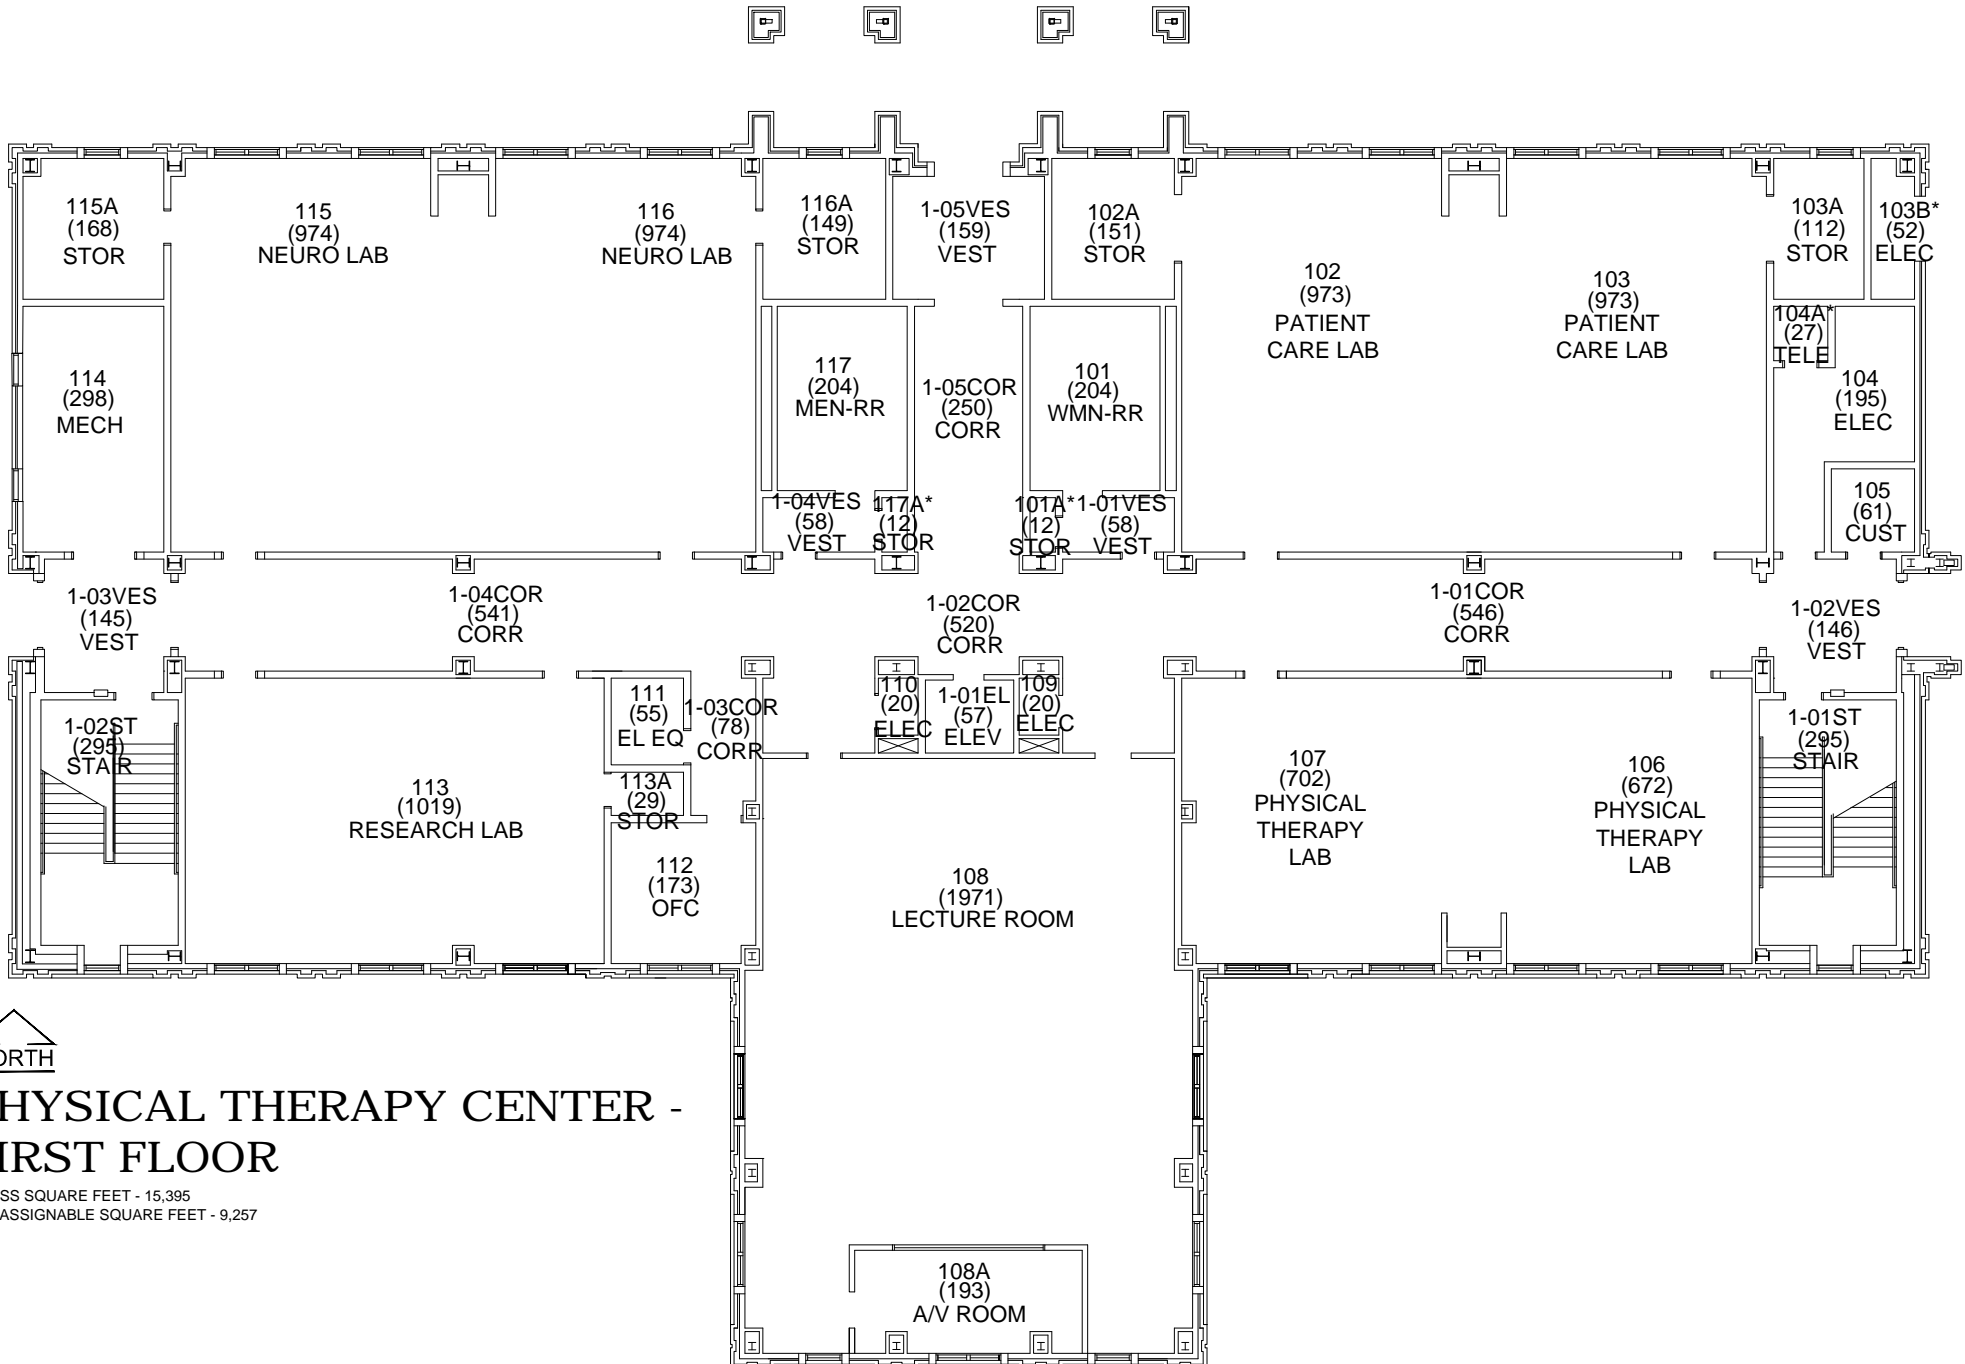 115A
(168)
STOR
115
(974)
NEURO LAB
116
(974)
NEURO LAB
116A
(149)
STOR
1-05VES
(159)
VEST
102A
(151)
STOR
102
(973)
PATIENT
CARE LAB
103
(973)
PATIENT
CARE LAB
103A
(112)
STOR
103B*
(52)
ELEC
104A*
(27)
TELE
104
(195)
ELEC
114
(298)
MECH
117
(204)
MEN-RR
1-05COR
(250)
CORR
101
(204)
WMN-RR
1-04VES
(58)
VEST
117A*
(12)
STOR
101A*
(12)
STOR
1-01VES
(58)
VEST
105
(61)
CUST
1-03VES
(145)
VEST
1-04COR
(541)
CORR
1-02COR
(520)
CORR
1-01COR
(546)
CORR
1-02VES
(146)
VEST
1-02ST
(295)
STAIR
111
(55)
EL EQ
1-03COR
(78)
CORR
110
(20)
ELEC
1-01EL
(57)
ELEV
109
(20)
ELEC
1-01ST
(295)
STAIR
113
(1019)
RESEARCH LAB
113A
(29)
STOR
112
(173)
OFC
108
(1971)
LECTURE ROOM
107
(702)
PHYSICAL
THERAPY
LAB
106
(672)
PHYSICAL
THERAPY
LAB
ORTH
HYSICAL THERAPY CENTER -
IRST FLOOR
SS SQUARE FEET - 15,395
ASSIGNABLE SQUARE FEET - 9,257
108A
(193)
A/V ROOM